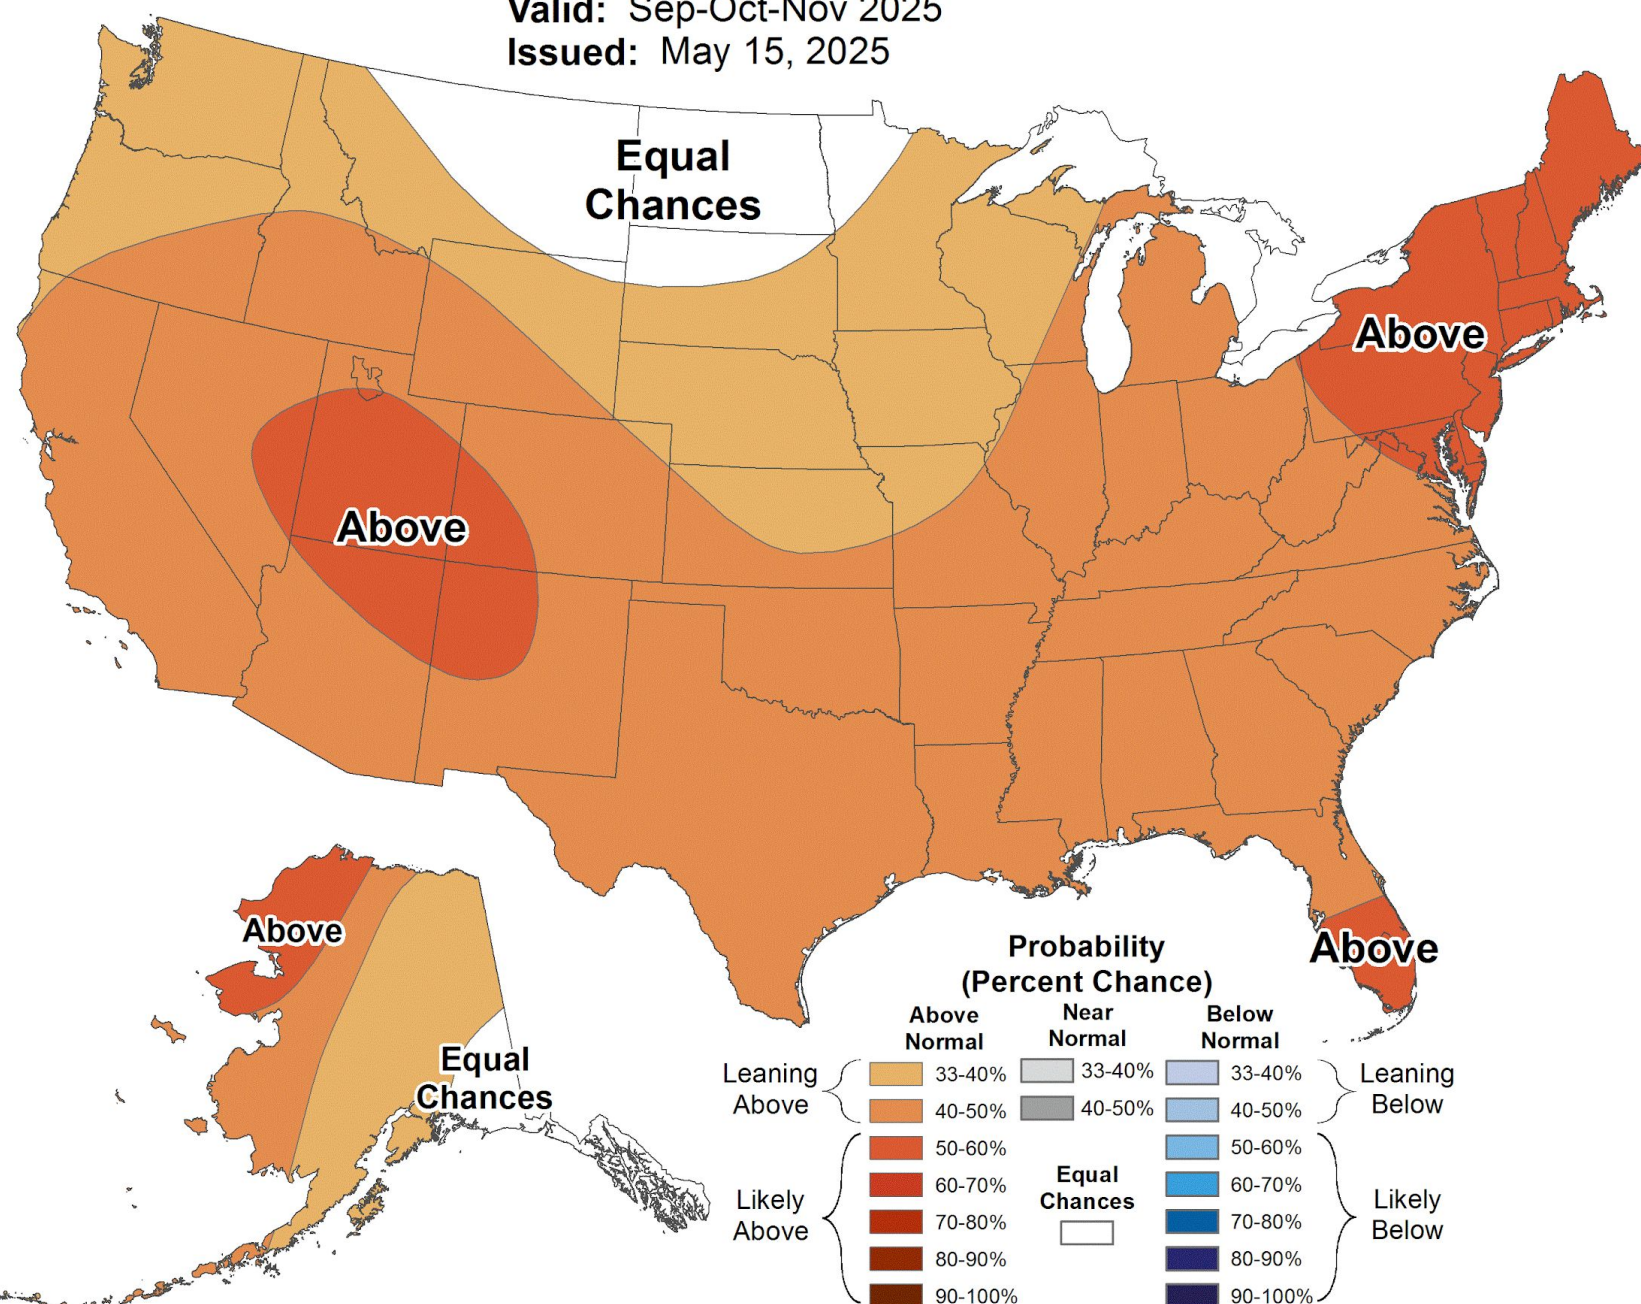 Valid: Sep-Oct-Nov 2025
Issued: May 15, 2025
Equal
Chances
Above
Above
Above
Above
Equal
Chances
Probability
(Percent Chance)
Above
Normal
Near
Normal
Below
Normal
Leaning
Above
33-40%
40-50%
33-40%
40-50%
33-40%
40-50%
Leaning
Below
Likely
Above
50-60%
60-70%
70-80%
80-90%
90-100%
Equal
Chances
50-60%
60-70%
70-80%
80-90%
90-100%
Likely
Below